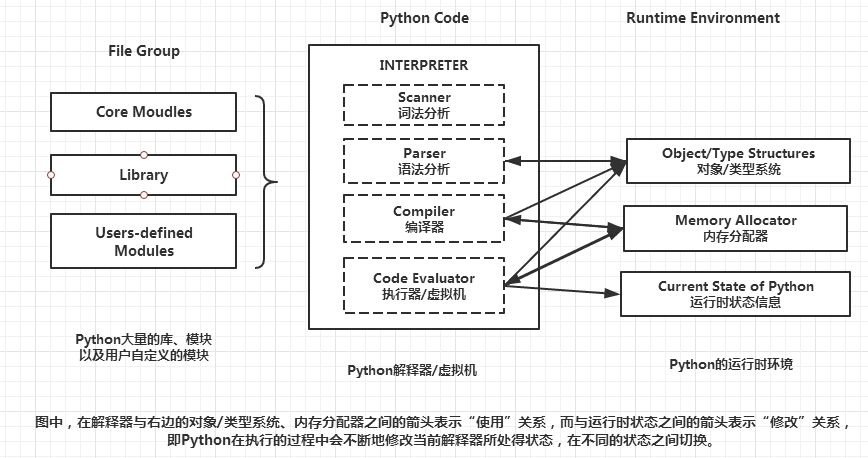 Python Code
Runtime Environment
File Group
INTERPRETER
Core Moudles
Library
Users-defined
Modules
Scanner
词法分析
Parser
语法分析
Compiler
编译器
Code Evaluator
执行器/虚拟机
Object/Type Structures
对象/类型系统
Memory Allocator
内存分配器
Current State of Python
运行时状态信息
Python大量的库、模块
以及用户自定义的模块
Python解释器/虚拟机
Python的运行时环境
图中，在解释器与右边的对象/类型系统、内存分配器之间的箭头表示“使用”关系，而与运行时状态之间的箭头表示“修改”关系，
即Python在执行的过程中会不断地修改当前解释器所处得状态，在不同的状态之间切换。